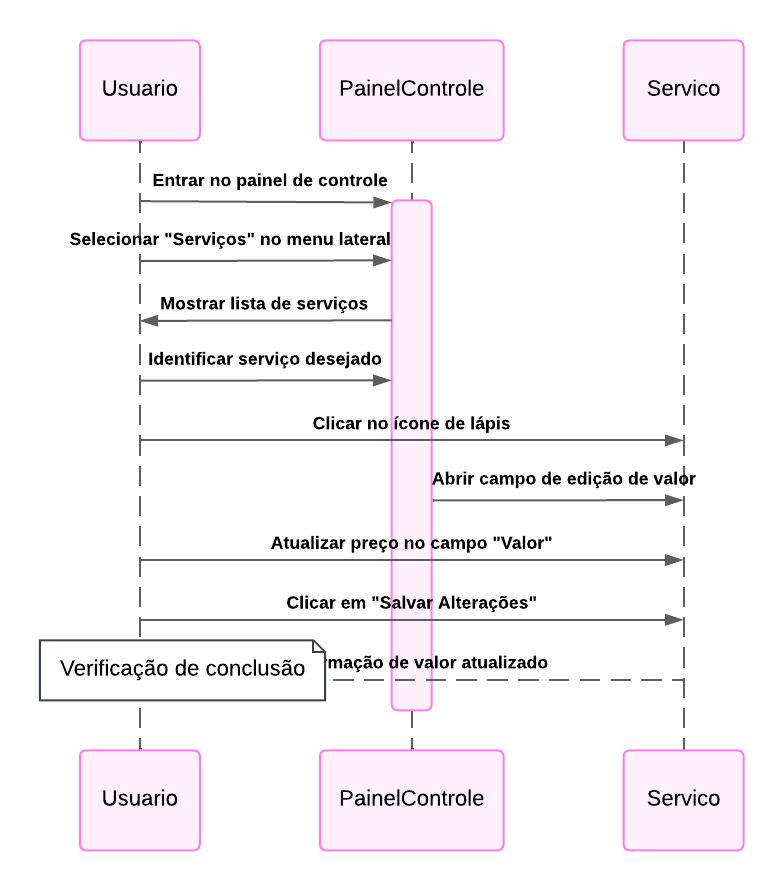 Usuario
PainelControle
Servico
Entrar no painel de controle
Selecionar "Serviços" no menu lateral
Mostrar lista de serviços
Identificar serviço desejado
Clicar no ícone de lápis
Abrir campo de edição de valor
Atualizar preço no campo "Valor"
Clicar em "Salvar Alterações"
Verificação de conclusão
de valor atualizado
Usuario
PainelControle
Servico